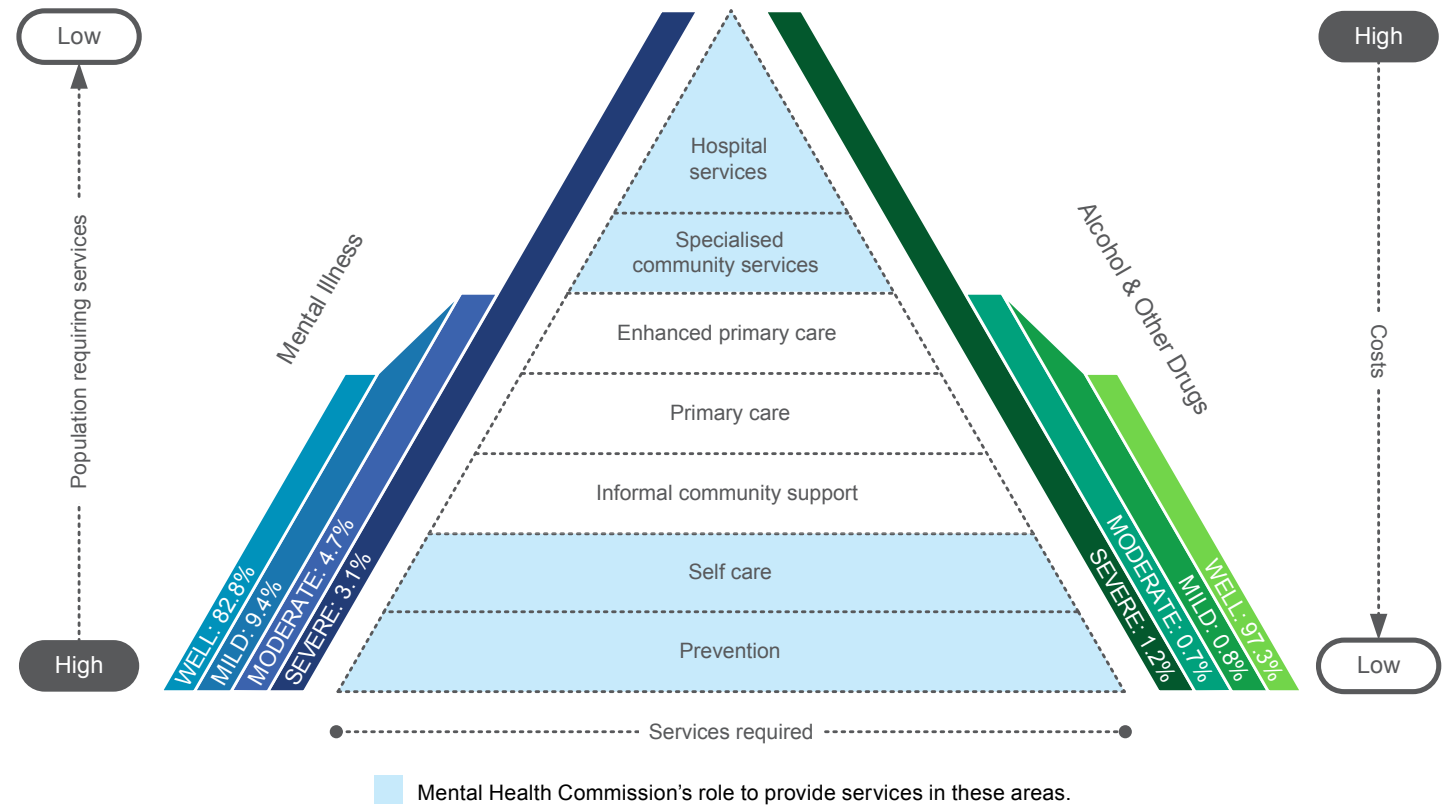 Low
High
Hospital
services
Specialised
community services
Enhanced primary care
Primary care
Informal community support
Self care
Prevention
Population requiring services
Mental Illness
WELL: 82.8%
MILD: 9.4%
MODERATE: 4.7%
SEVERE: 3.1%
Alcohol & Other Drugs
SEVERE: 1.2%
MODERATE: 0.7%
MILD: 0.8%
WELL: 97.3%
Costs
High
Low
Services required
Mental Health Commission's role to provide services in these areas.